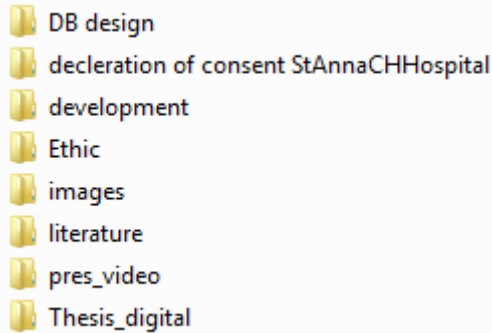 DB design
decleration of consent StAnnaCHHospital
development
Ethic
images
literature
pres_video
Thesis_digital